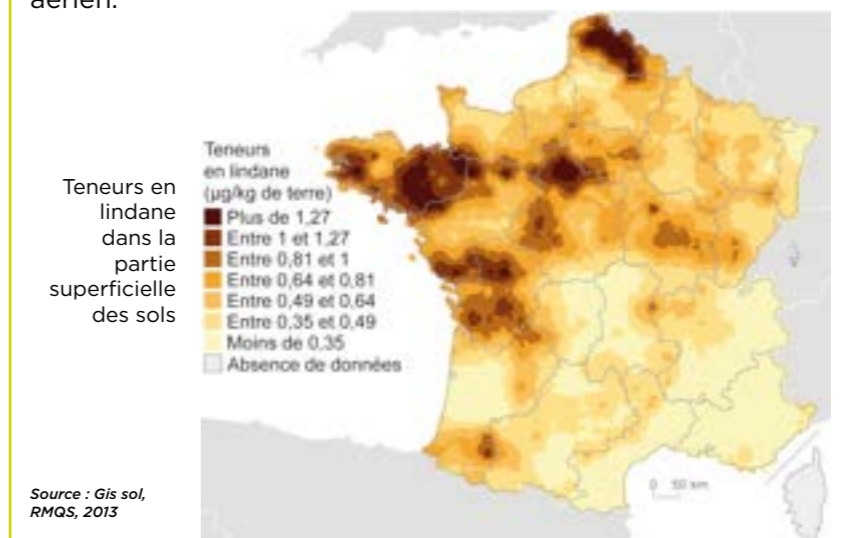 aérien.
Teneurs en
lindane
dans la
partie
superficielle
des sols
Source : Gis sol,
RMQS, 2013
Teneurs
en lindane
(µg/kg de terre)
Plus de 1,27
Entre 1 et 1,27
Entre 0,81 et 1
Entre 0,64 et 0,81
Entre 0,49 et 0,64
Entre 0,35 et 0,49
Moins de 0,35
Absence de données
0 50 km